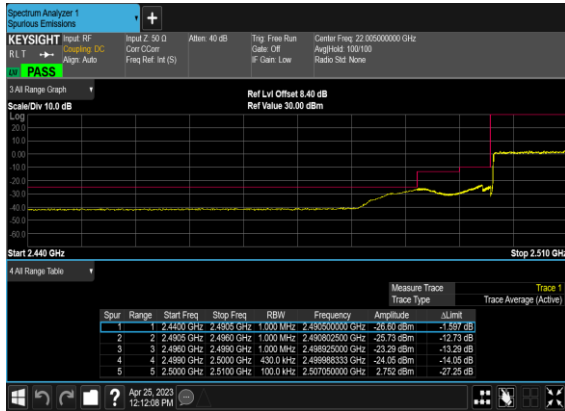 Spectrum Analyzer 1
Spurious Emissions
KEYSIGHT Input: RF Input Z: 50 Ω Atten: 40 dB Trig: Free Run Center Freq: 22.005000000 GHz
RLT Coupling: DC Corr CCorr Gate: Off Avg|Hold: 100/100
Align: Auto Freq Ref: Int (S) IF Gain: Low Radio Std: None
PASS
3 All Range Graph
Ref Lvl Offset 8.40 dB
Scale/Div 10.0 dB Ref Value 30.00 dBm
Log
20.0
10.0
0.00
-10.0
-20.0
-30.0
-40.0
-50.0
-60.0
Start 2.440 GHz Stop 2.510 GHz
4 All Range Table
Measure Trace Trace 1
Trace Type Trace Average (Active)
Spur Range Start Freq Stop Freq RBW Frequency Amplitude ΔLimit
1 1 2.4400 GHz 2.4905 GHz 1.000 MHz 2.490500000 GHz -26.60 dBm -1.597 dB
2 2 2.4905 GHz 2.4960 GHz 1.000 MHz 2.490802500 GHz -25.73 dBm -12.73 dB
3 3 2.4960 GHz 2.4990 GHz 1.000 MHz 2.498925000 GHz -23.29 dBm -13.29 dB
4 4 2.4990 GHz 2.5000 GHz 430.0 kHz 2.499988333 GHz -24.05 dBm -14.05 dB
5 5 2.5000 GHz 2.5100 GHz 100.0 kHz 2.507050000 GHz 2.752 dBm -27.25 dB
? Apr 25, 2023
12:12:08 PM